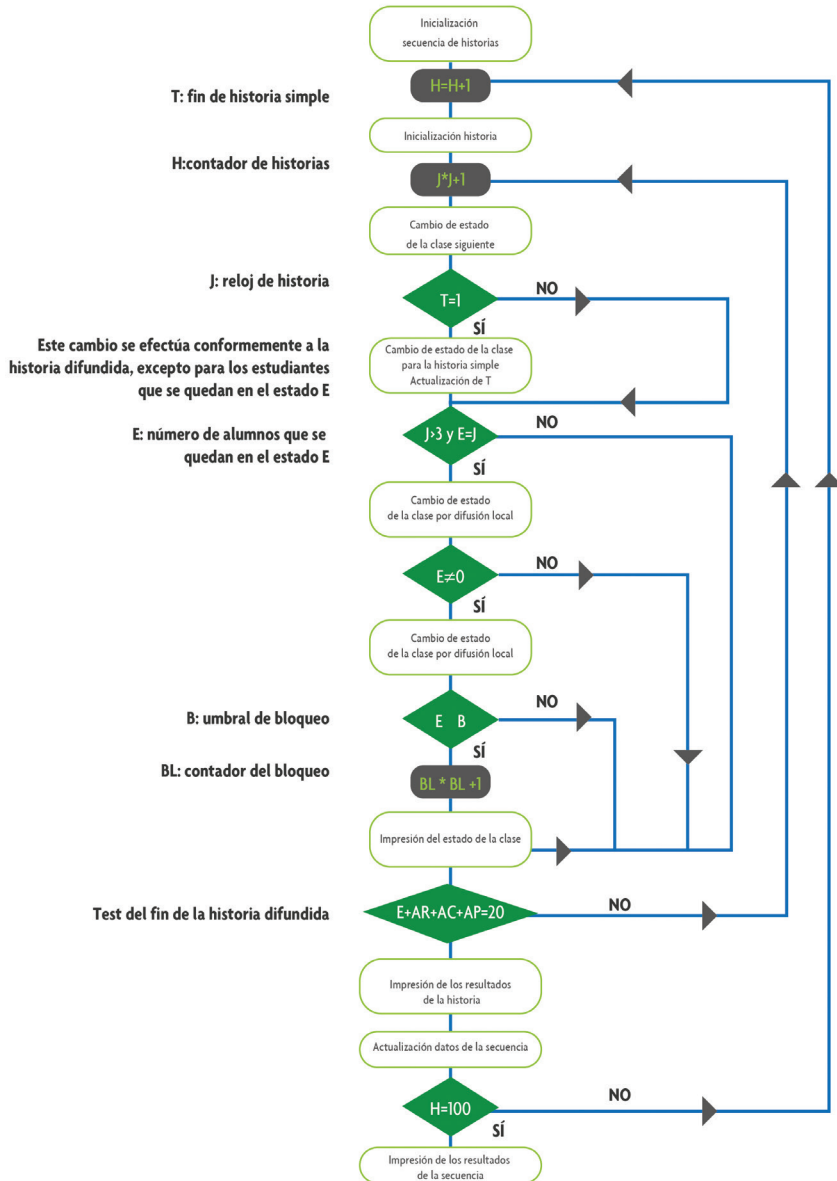 Inicialización
secuencia de historias
H=H+1
T: fin de historia simple
Inicialización historia
H:contador de historias
J*J+1
Cambio de estado
de la clase siguiente
J: reloj de historia
T=1
NO
SÍ
Este cambio se efectúa conformemente a la
historia difundida, excepto para los estudiantes
que se quedan en el estado E
Cambio de estado de la clase
para la historia simple
Actualización de T
E: número de alumnos que se
quedan en el estado E
J>3 y E=J
NO
SÍ
Cambio de estado
de la clase por difusión local
E≠0
NO
SÍ
Cambio de estado
de la clase por difusión local
B: umbral de bloqueo
E B
NO
SÍ
BL: contador del bloqueo
BL * BL +1
Impresión del estado de la clase
Test del fin de la historia difundida
E+AR+AC+AP=20
NO
Impresión de los resultados
de la historia
Actualización datos de la secuencia
H=100
NO
SÍ
Impresión de los resultados
de la secuencia